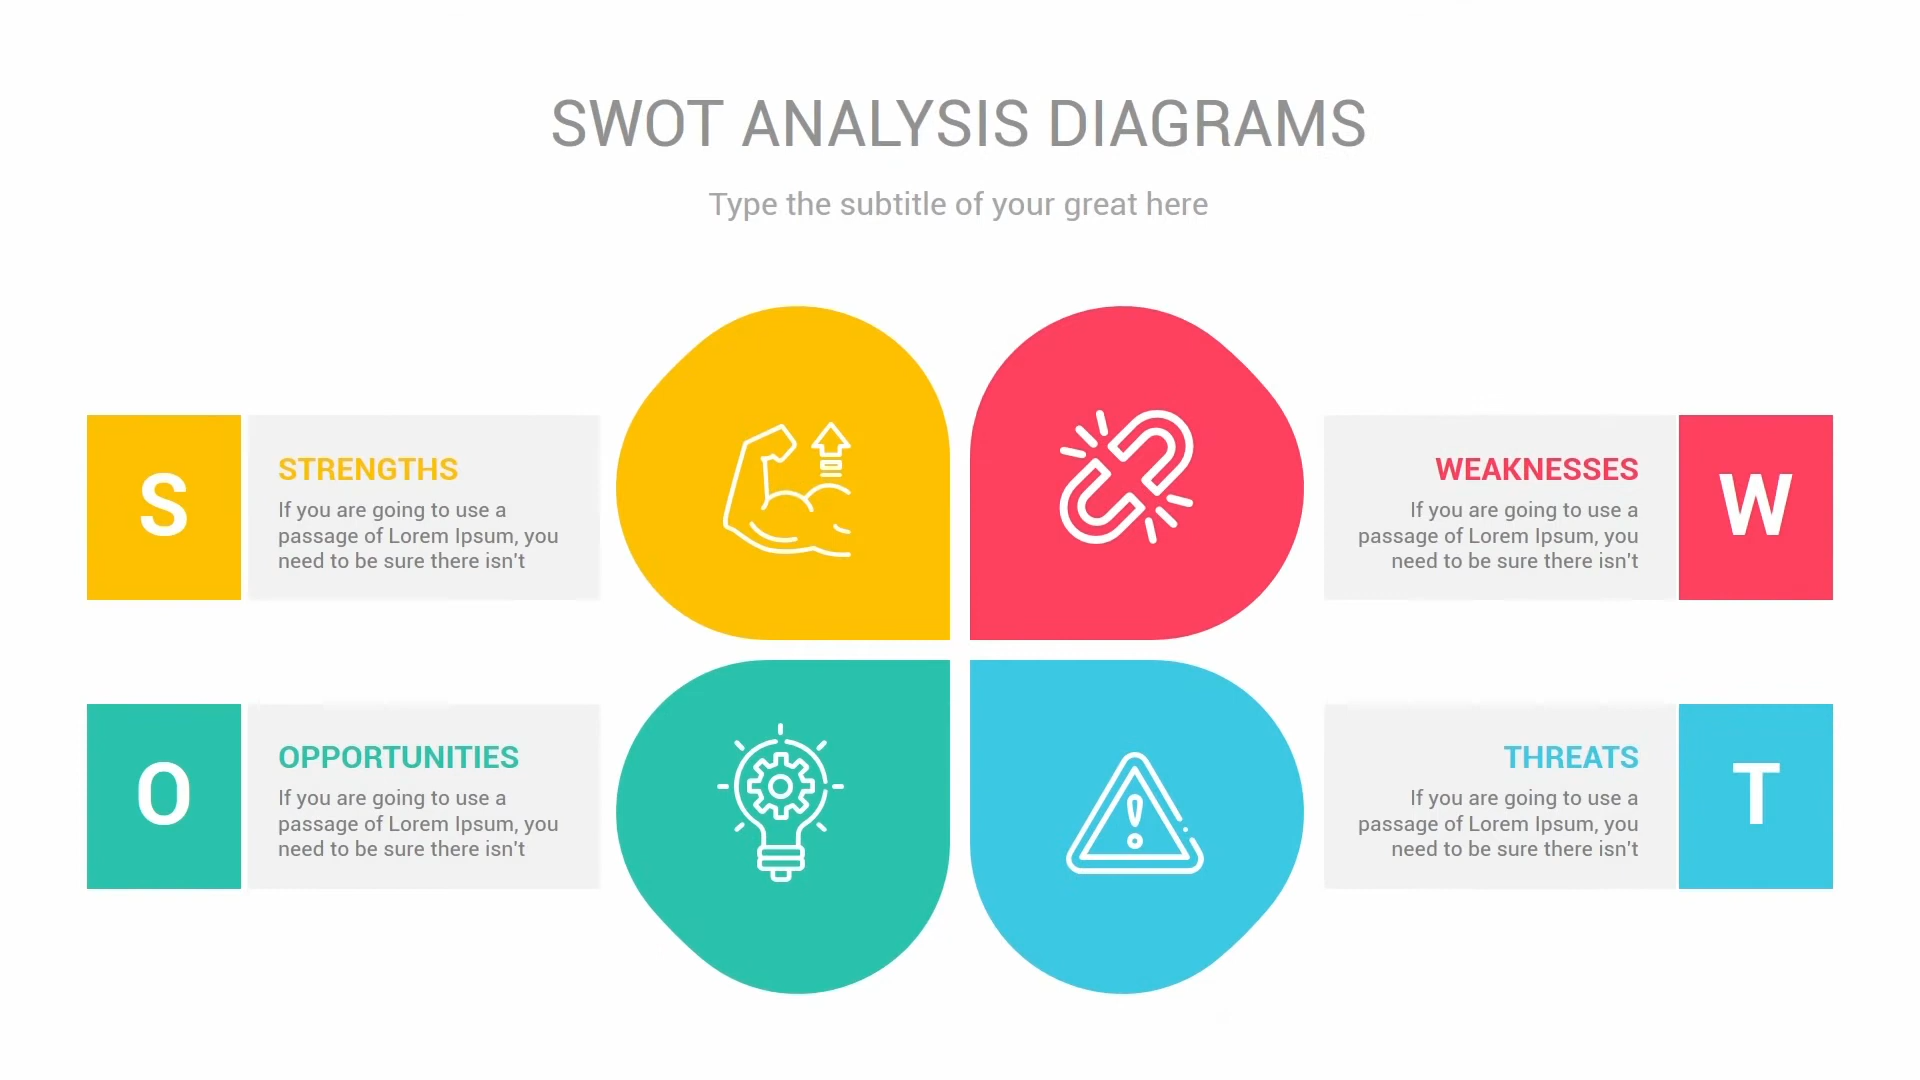 SWOT ANALYSIS DIAGRAMS
Type the subtitle of your great here
S
STRENGTHS
If you are going to use a
passage of Lorem Ipsum, you
need to be sure there isn't
WEAKNESSES
If you are going to use a
passage of Lorem Ipsum, you
need to be sure there isn't
W
O
OPPORTUNITIES
If you are going to use a
passage of Lorem Ipsum, you
need to be sure there isn't
THREATS
If you are going to use a
passage of Lorem Ipsum, you
need to be sure there isn't
T